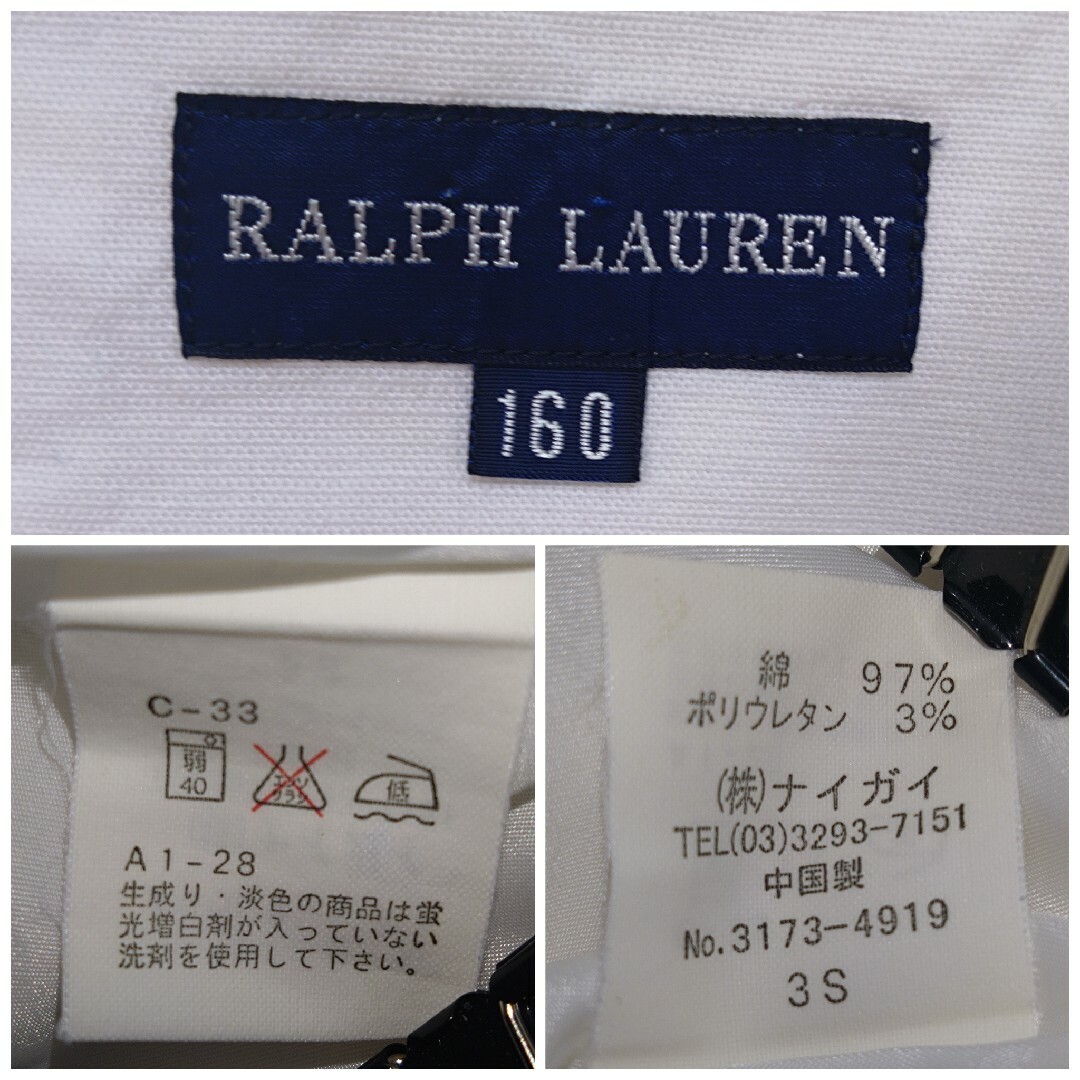 RALPH LAUREN
160
C-33
弱
40
エンソ
フラン
低
A1-28
生成り・淡色の商品は蛍
光増白剤が入っていない
洗剤を使用して下さい。
綿 97%
ポリウレタン 3%
(株)ナイガイ
TEL(03)3293-7151
中国製
No.3173-4919
3S